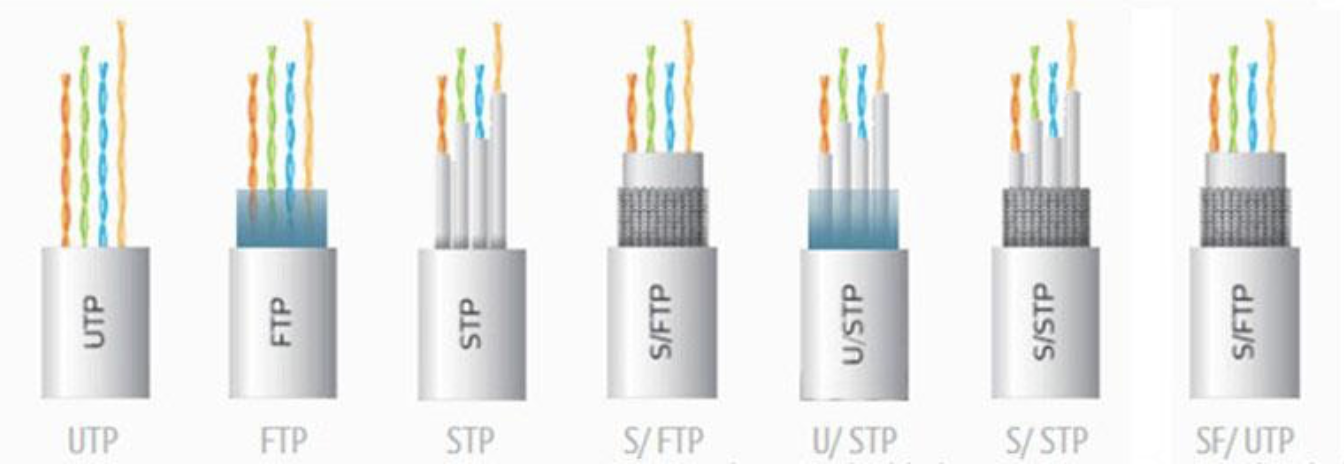 UTP
FTP
STP
S/FTP
U/STP
S/STP
S/FTP
UTP
FTP
STP
S/ FTP
U/ STP
S/ STP
SF/ UTP